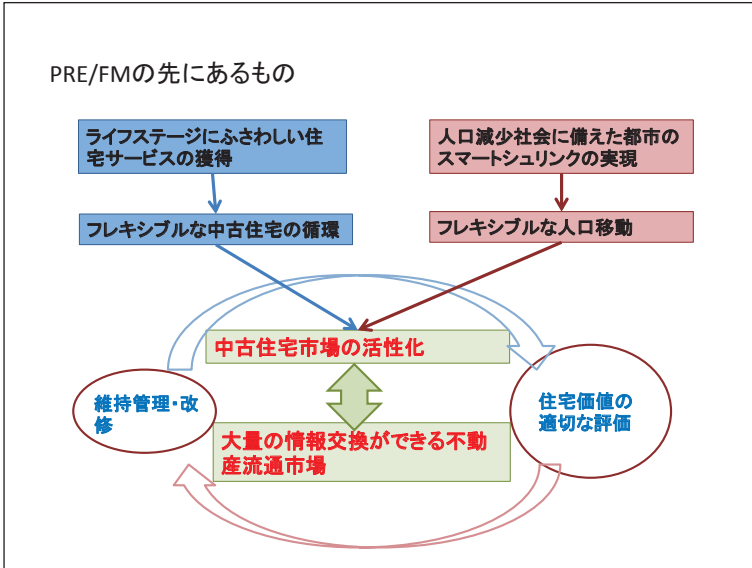 PRE/FMの先にあるもの
ライフステージにふさわしい住
宅サービスの獲得
人口減少社会に備えた都市の
スマートシュリンクの実現
フレキシブルな中古住宅の循環
フレキシブルな人口移動
中古住宅市場の活性化
維持管理・改
修
住宅価値の
適切な評価
大量の情報交換ができる不動
産流通市場